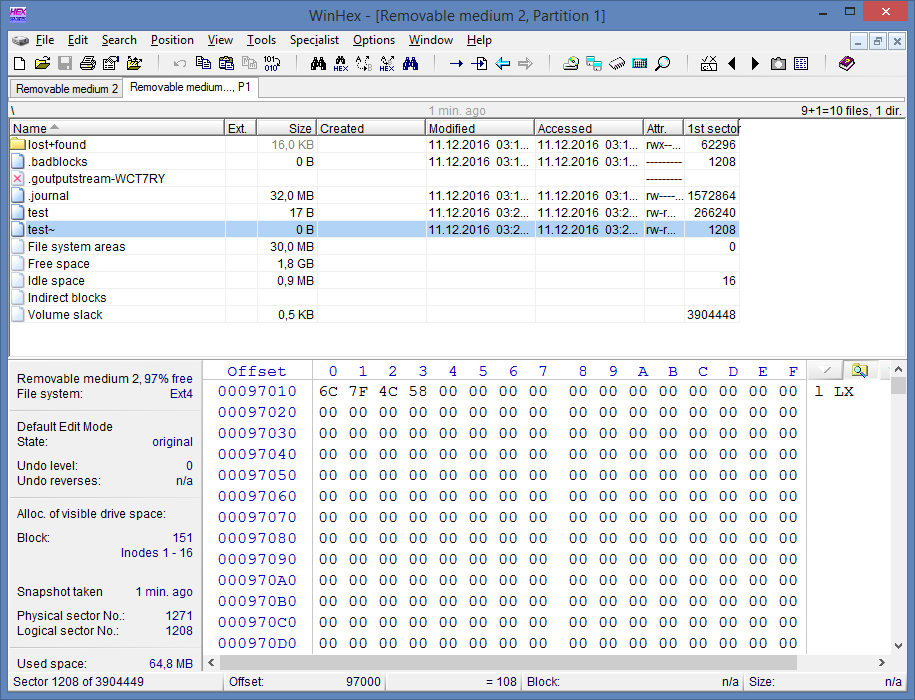 WinHex - [Removable medium 2, Partition 1]
File Edit Search Position View Tools Specialist Options Window Help
Removable medium 2 Removable medium..., P1
\ 1 min. ago 9+1=10 files, 1 dir.
Name Ext. Size Created Modified Accessed Attr. 1st sector
lost+found 16,0 KB 11.12.2016 03:1... 11.12.2016 03:1... rwx--... 62296
.badblocks 0 B 11.12.2016 03:1... 11.12.2016 03:1... --------- 1208
.goutputstream-WCT7RY ---------
.journal 32,0 MB 11.12.2016 03:1... 11.12.2016 03:1... rw----... 1572864
test 17 B 11.12.2016 03:2... 11.12.2016 03:2... rw-r... 266240
test~ 0 B 11.12.2016 03:2... 11.12.2016 03:2... rw-r... 1208
File system areas 30,0 MB 0
Free space 1,8 GB
Idle space 0,9 MB 16
Indirect blocks
Volume slack 0,5 KB 3904448
Removable medium 2, 97% free
File system: Ext4
Default Edit Mode
State: original
Undo level: 0
Undo reverses: n/a
Alloc. of visible drive space:
Block: 151
Inodes 1 - 16
Snapshot taken 1 min. ago
Physical sector No.: 1271
Logical sector No.: 1208
Used space: 64,8 MB
Offset 0 1 2 3 4 5 6 7 8 9 A B C D E F
00097010 6C 7F 4C 58 00 00 00 00 00 00 00 00 00 00 00 00 l LX
00097020 00 00 00 00 00 00 00 00 00 00 00 00 00 00 00 00
00097030 00 00 00 00 00 00 00 00 00 00 00 00 00 00 00 00
00097040 00 00 00 00 00 00 00 00 00 00 00 00 00 00 00 00
00097050 00 00 00 00 00 00 00 00 00 00 00 00 00 00 00 00
00097060 00 00 00 00 00 00 00 00 00 00 00 00 00 00 00 00
00097070 00 00 00 00 00 00 00 00 00 00 00 00 00 00 00 00
00097080 00 00 00 00 00 00 00 00 00 00 00 00 00 00 00 00
00097090 00 00 00 00 00 00 00 00 00 00 00 00 00 00 00 00
000970A0 00 00 00 00 00 00 00 00 00 00 00 00 00 00 00 00
000970B0 00 00 00 00 00 00 00 00 00 00 00 00 00 00 00 00
000970C0 00 00 00 00 00 00 00 00 00 00 00 00 00 00 00 00
000970D0 00 00 00 00 00 00 00 00 00 00 00 00 00 00 00 00
Sector 1208 of 3904449 Offset: 97000 = 108 Block: n/a Size: n/a